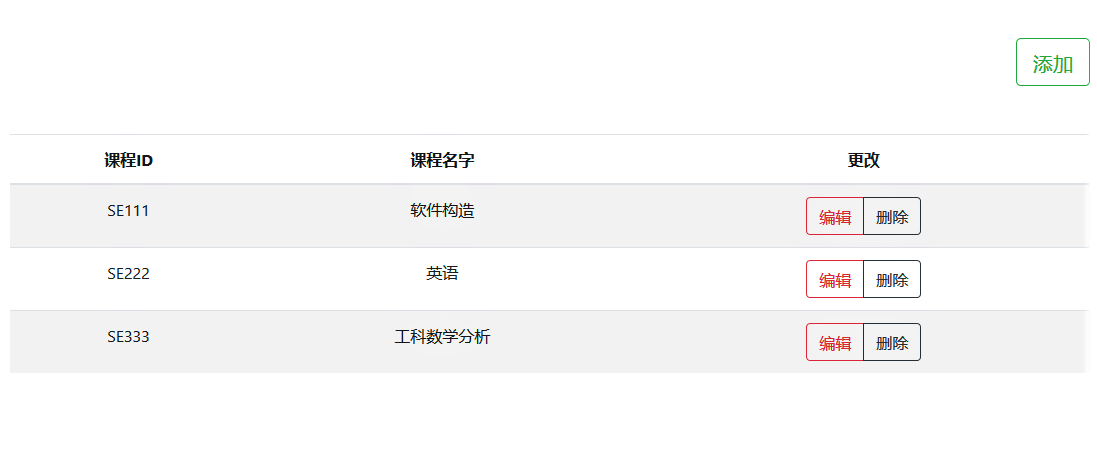 添加
课程ID 课程名字 更改
SE111 软件构造 编辑 删除
SE222 英语 编辑 删除
SE333 工科数学分析 编辑 删除